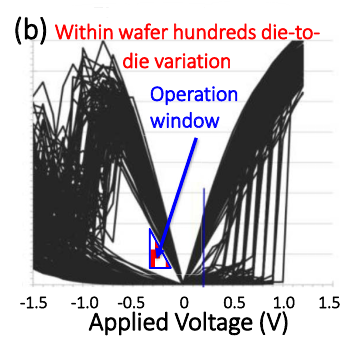 (b) Within wafer hundreds die-to-
die variation
Operation
window
-1.5 -1.0 -0.5 0 0.5 1.0 1.5
Applied Voltage (V)